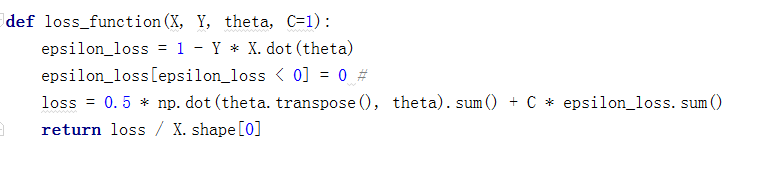 def loss_function(X, Y, theta, C=1):
    epsilon_loss = 1 - Y * X.dot(theta)
    epsilon_loss[epsilon_loss < 0] = 0 #
    loss = 0.5 * np.dot(theta.transpose(), theta).sum() + C * epsilon_loss.sum()
    return loss / X.shape[0]